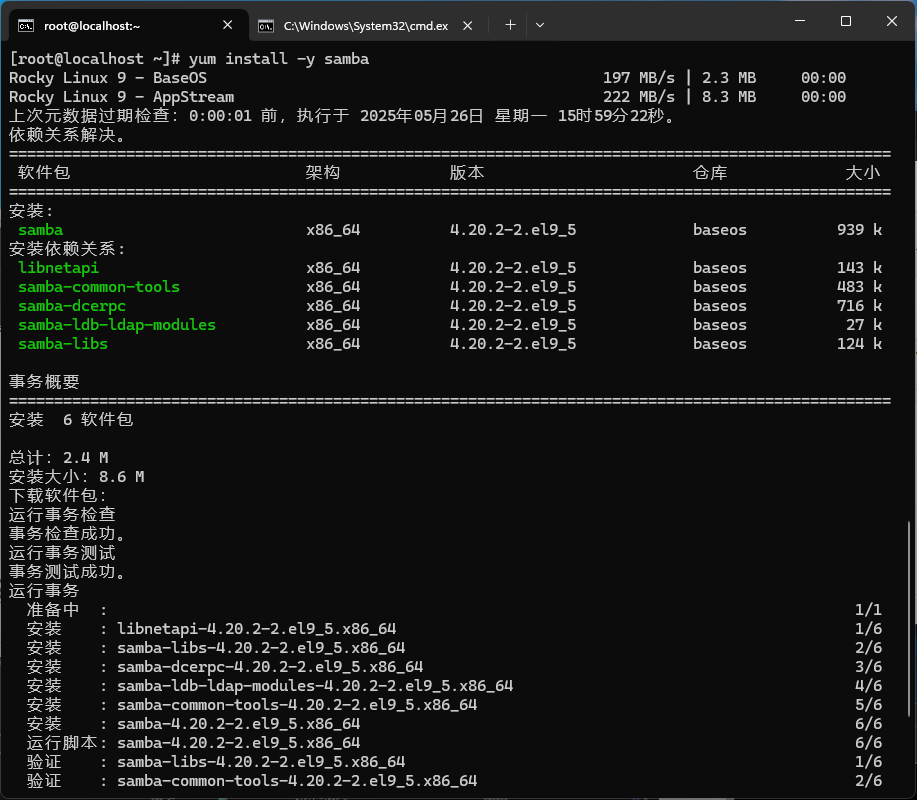 root@localhost:~ C:\Windows\System32\cmd.ex
[root@localhost ~]# yum install -y samba
Rocky Linux 9 - BaseOS 197 MB/s | 2.3 MB 00:00
Rocky Linux 9 - AppStream 222 MB/s | 8.3 MB 00:00
上次元数据过期检查：0:00:01 前，执行于 2025年05月26日 星期一 15时59分22秒。
依赖关系解决。
==================================================================================================
软件包 架构 版本 仓库 大小
==================================================================================================
安装:
samba x86_64 4.20.2-2.el9_5 baseos 939 k
安装依赖关系:
libnetapi x86_64 4.20.2-2.el9_5 baseos 143 k
samba-common-tools x86_64 4.20.2-2.el9_5 baseos 483 k
samba-dcerpc x86_64 4.20.2-2.el9_5 baseos 716 k
samba-ldb-ldap-modules x86_64 4.20.2-2.el9_5 baseos 27 k
samba-libs x86_64 4.20.2-2.el9_5 baseos 124 k
事务概要
==================================================================================================
安装 6 软件包
总计：2.4 M
安装大小：8.6 M
下载软件包：
运行事务检查
事务检查成功。
运行事务测试
事务测试成功。
运行事务
准备中 : 1/1
安装 : libnetapi-4.20.2-2.el9_5.x86_64 1/6
安装 : samba-libs-4.20.2-2.el9_5.x86_64 2/6
安装 : samba-dcerpc-4.20.2-2.el9_5.x86_64 3/6
安装 : samba-ldb-ldap-modules-4.20.2-2.el9_5.x86_64 4/6
安装 : samba-common-tools-4.20.2-2.el9_5.x86_64 5/6
安装 : samba-4.20.2-2.el9_5.x86_64 6/6
运行脚本: samba-4.20.2-2.el9_5.x86_64 6/6
验证 : samba-libs-4.20.2-2.el9_5.x86_64 1/6
验证 : samba-common-tools-4.20.2-2.el9_5.x86_64 2/6